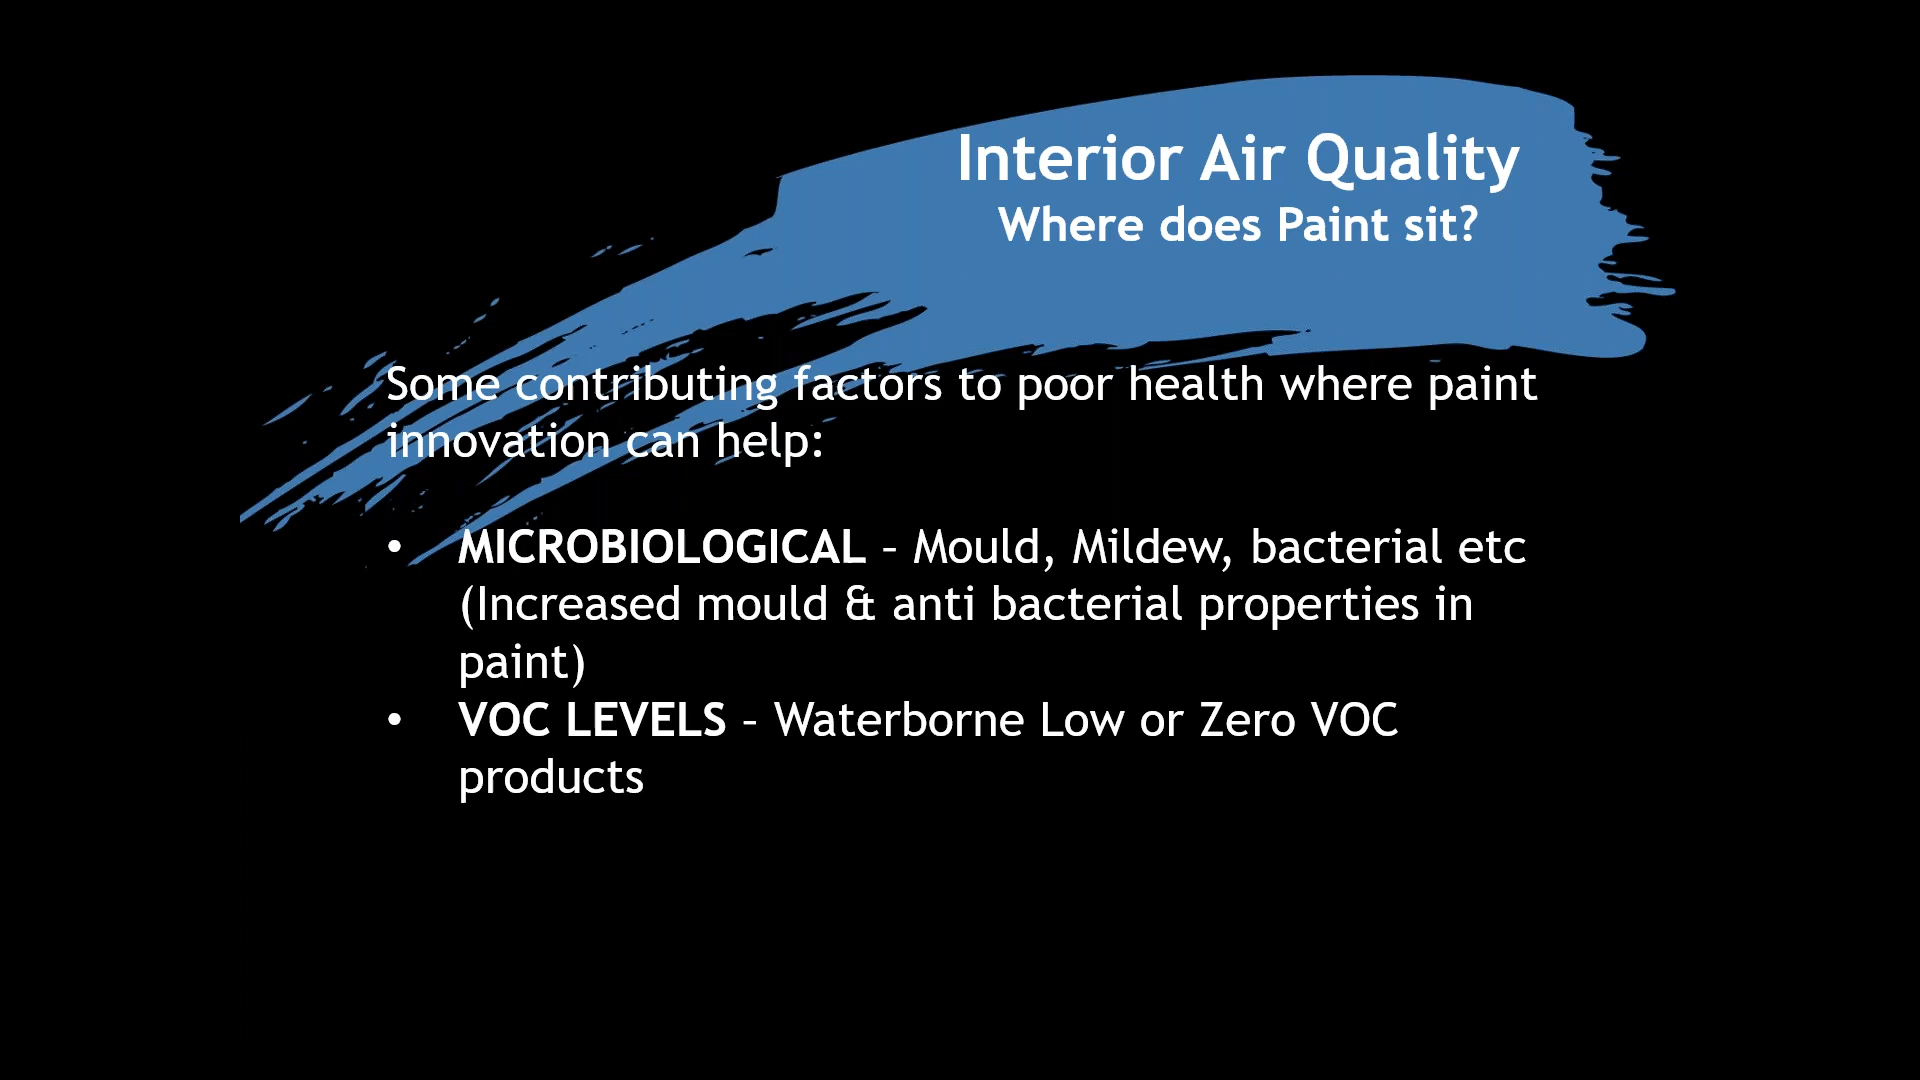 Interior Air Quality
Where does Paint sit?
Some contributing factors to poor health where paint
innovation can help:
• MICROBIOLOGICAL – Mould, Mildew, bacterial etc
(Increased mould & anti bacterial properties in
paint)
• VOC LEVELS – Waterborne Low or Zero VOC
products